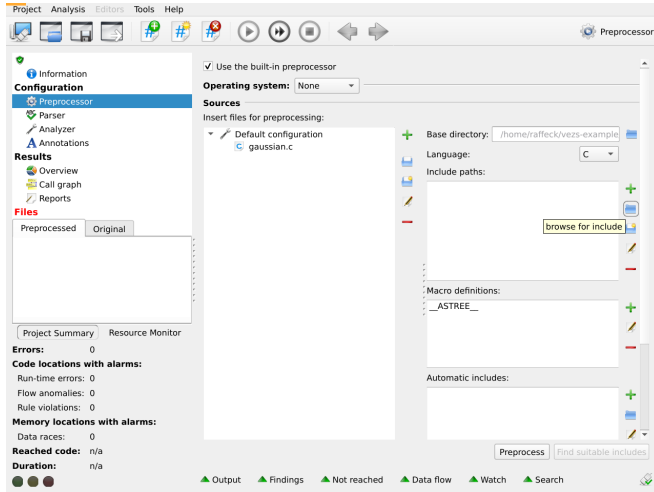 Project Analysis Editors Tools Help
Preprocessor
Information
Configuration
Preprocessor
Parser
Analyzer
Annotations
Results
Overview
Call graph
Reports
Files
Preprocessed Original
Project Summary Resource Monitor
Errors: 0
Code locations with alarms:
Run-time errors: 0
Flow anomalies: 0
Rule violations: 0
Memory locations with alarms:
Data races: 0
Reached code: n/a
Duration: n/a
Use the built-in preprocessor
Operating system: None
Sources
Insert files for preprocessing:
Default configuration
C gaussian.c
Base directory: /home/raffeck/vezs-example
Language: C
Include paths:
browse for include
Macro definitions:
__ASTREE__
Automatic includes:
Preprocess Find suitable includes
Output Findings Not reached Data flow Watch Search